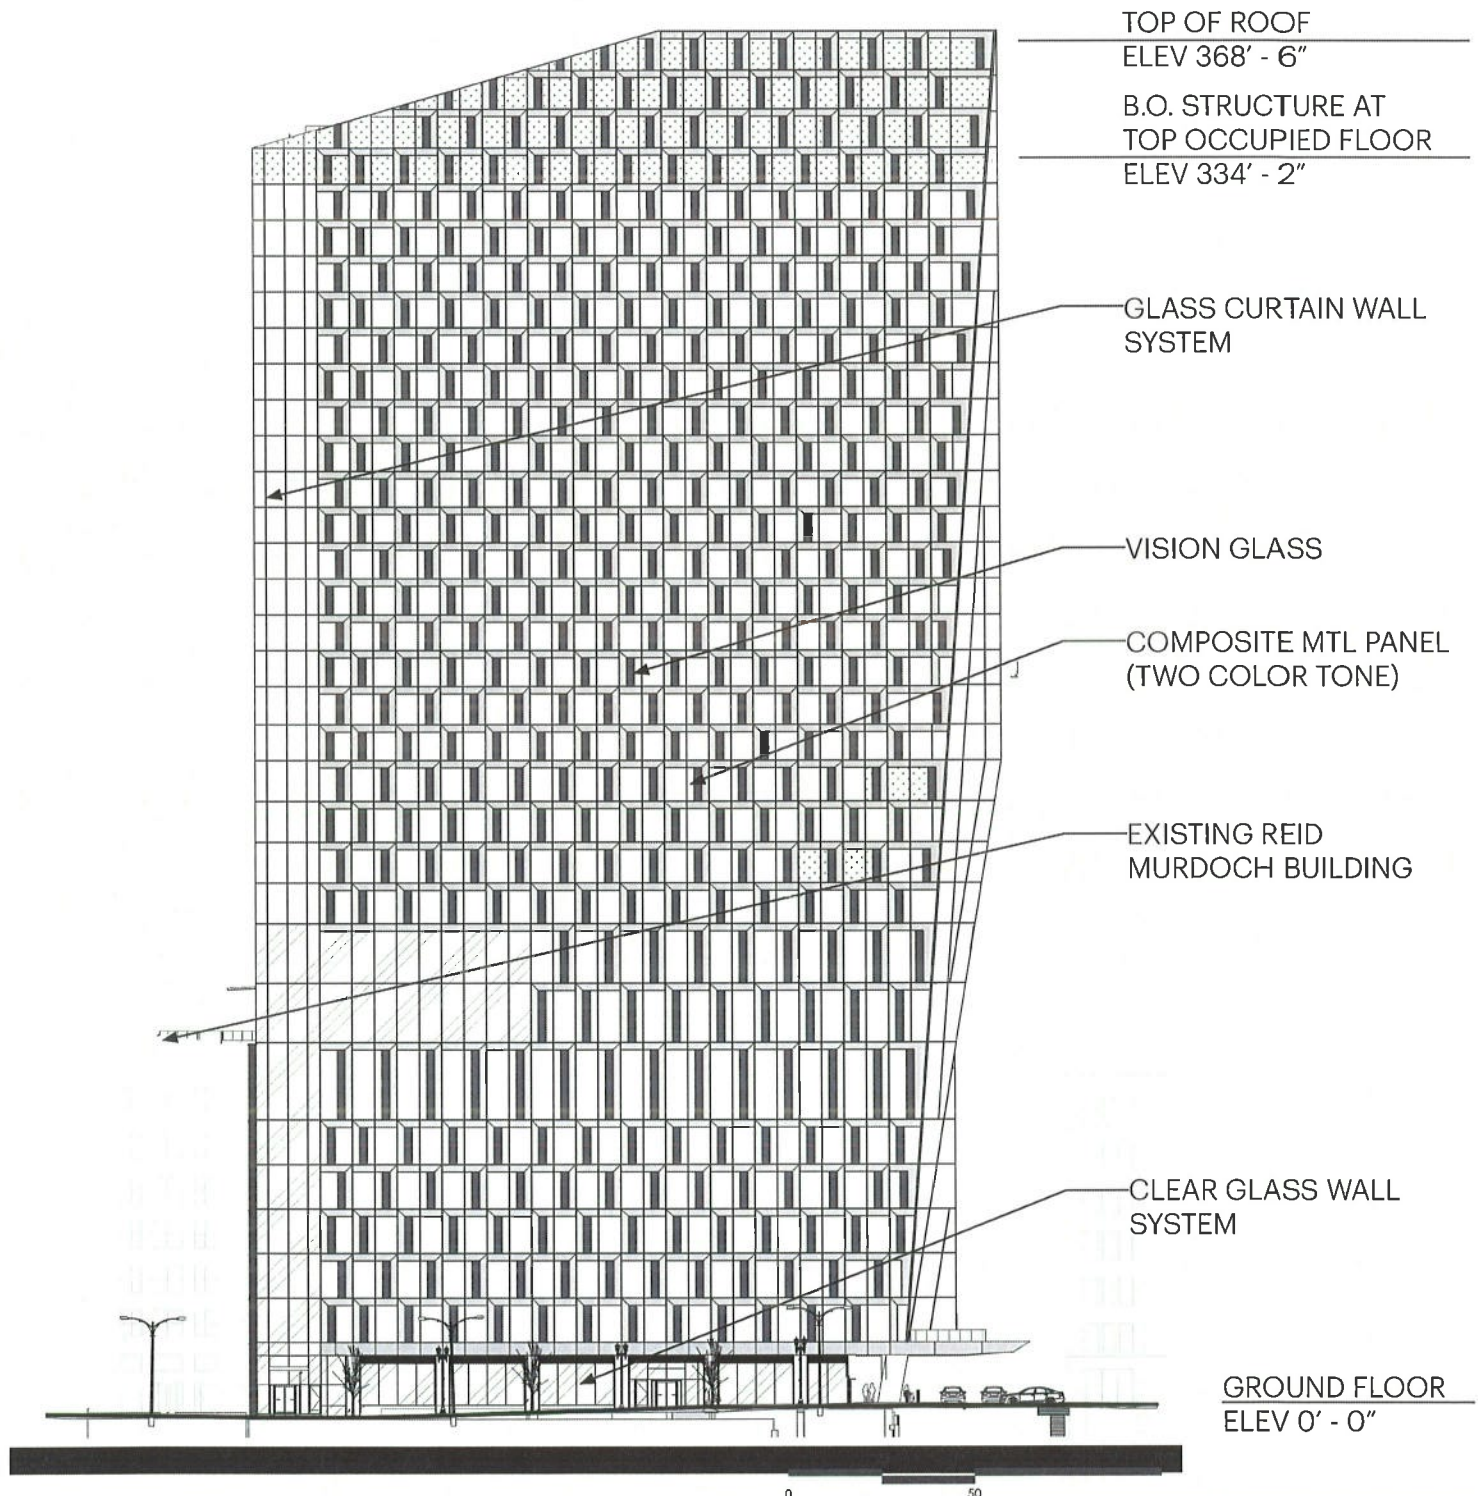 TOP OF ROOF
ELEV 368' - 6"
B.O. STRUCTURE AT
TOP OCCUPIED FLOOR
ELEV 334' - 2"
GLASS CURTAIN WALL
SYSTEM
VISION GLASS
COMPOSITE MTL PANEL
(TWO COLOR TONE)
EXISTING REID
MURDOCH BUILDING
CLEAR GLASS WALL
SYSTEM
GROUND FLOOR
ELEV 0' - 0"
0 50